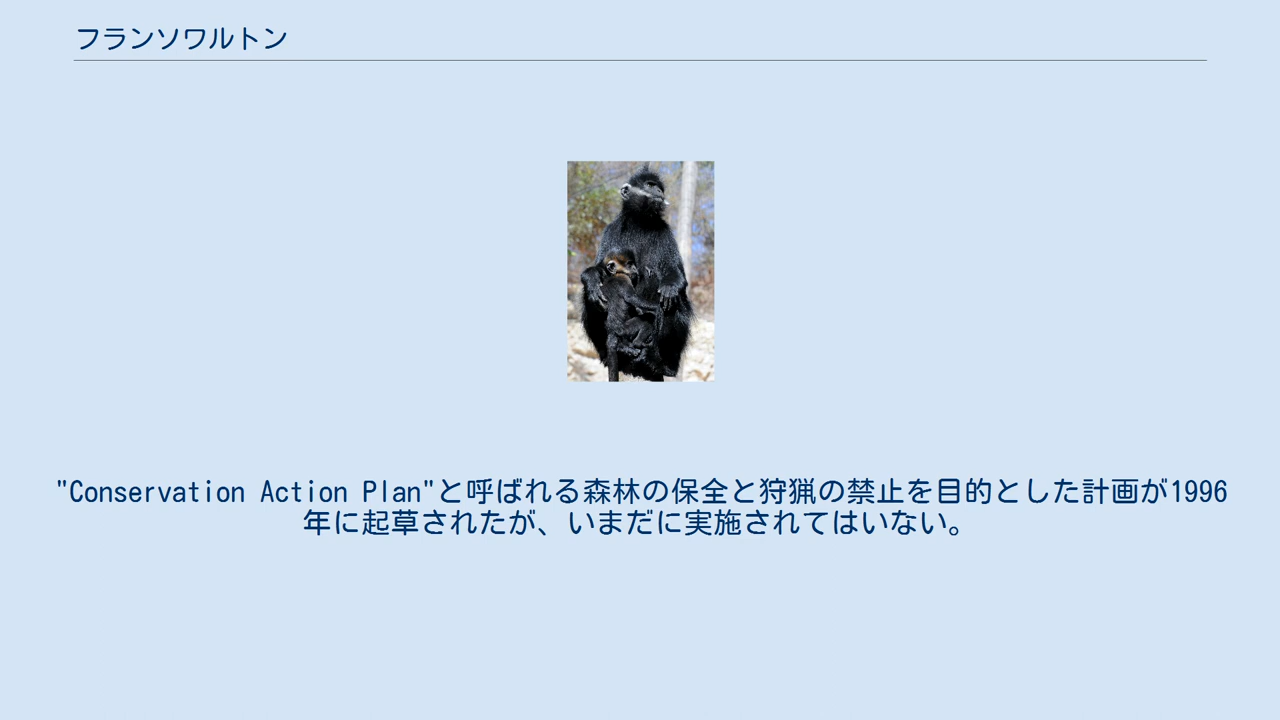 フランソワルトン
"Conservation Action Plan"と呼ばれる森林の保全と狩猟の禁止を目的とした計画が1996
年に起草されたが、いまだに実施されてはいない。